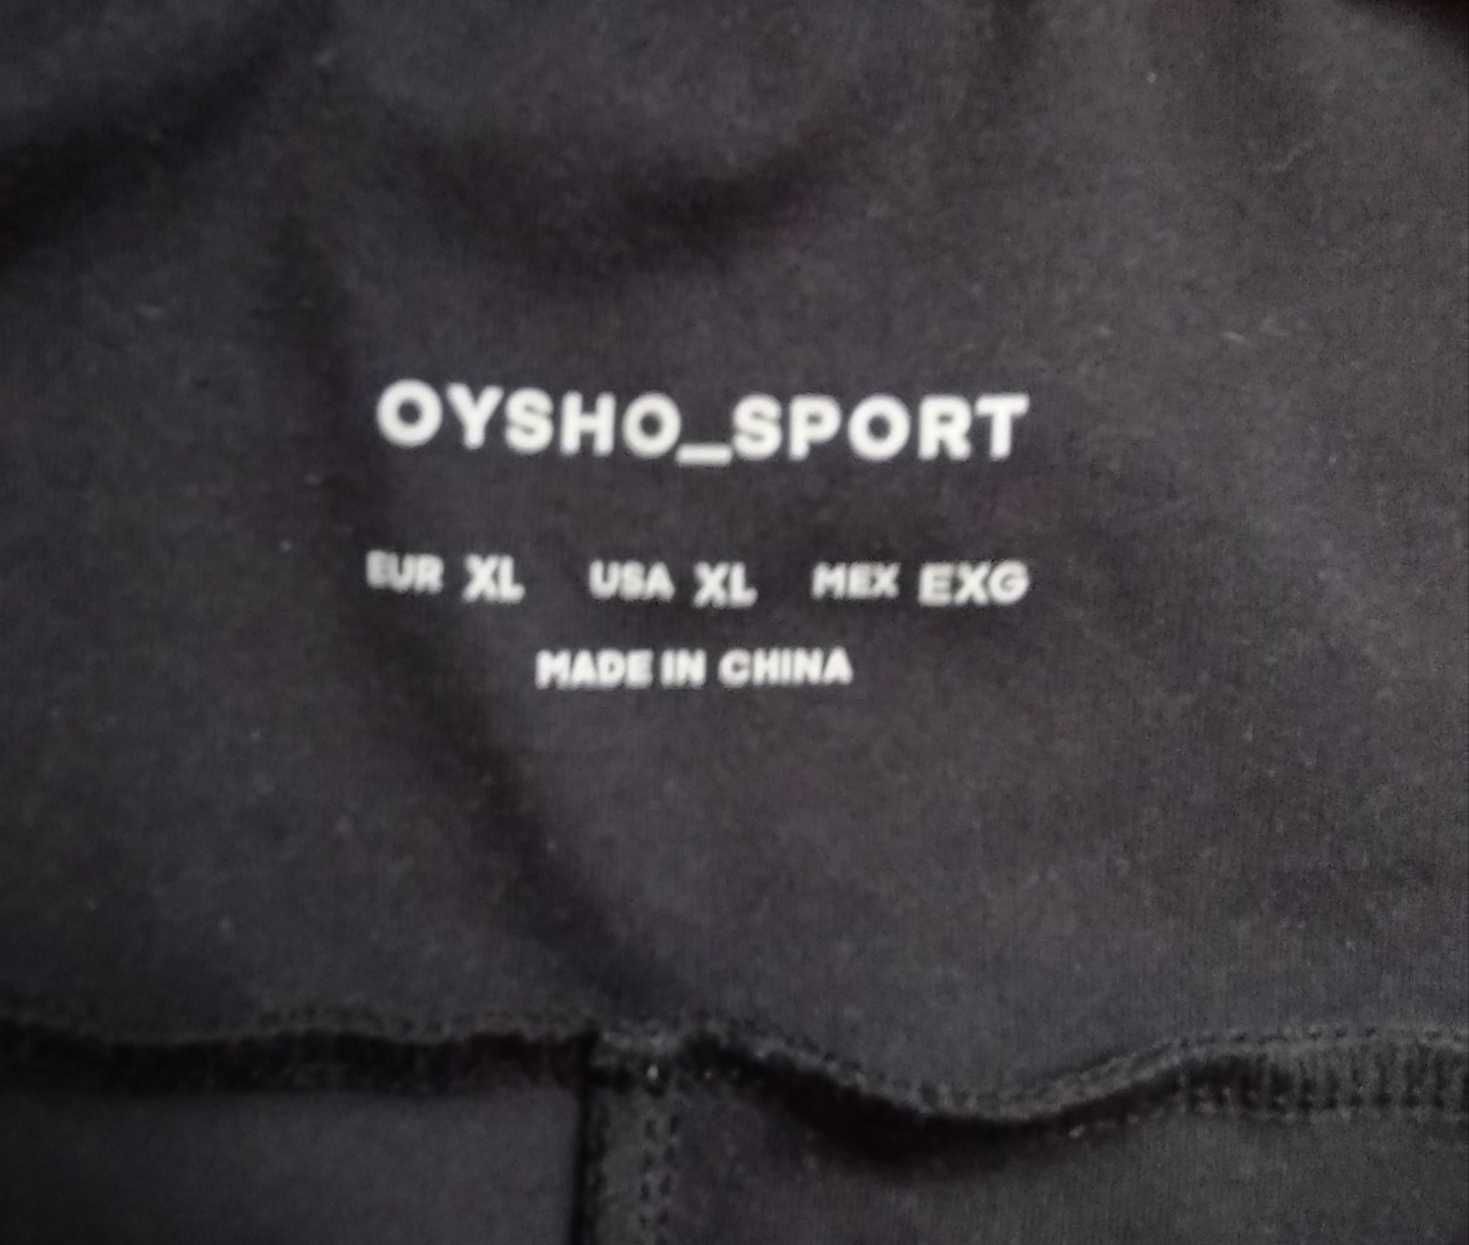 OYSHO_SPORT
EUR XL USA XL MEX EXG
MADE IN CHINA